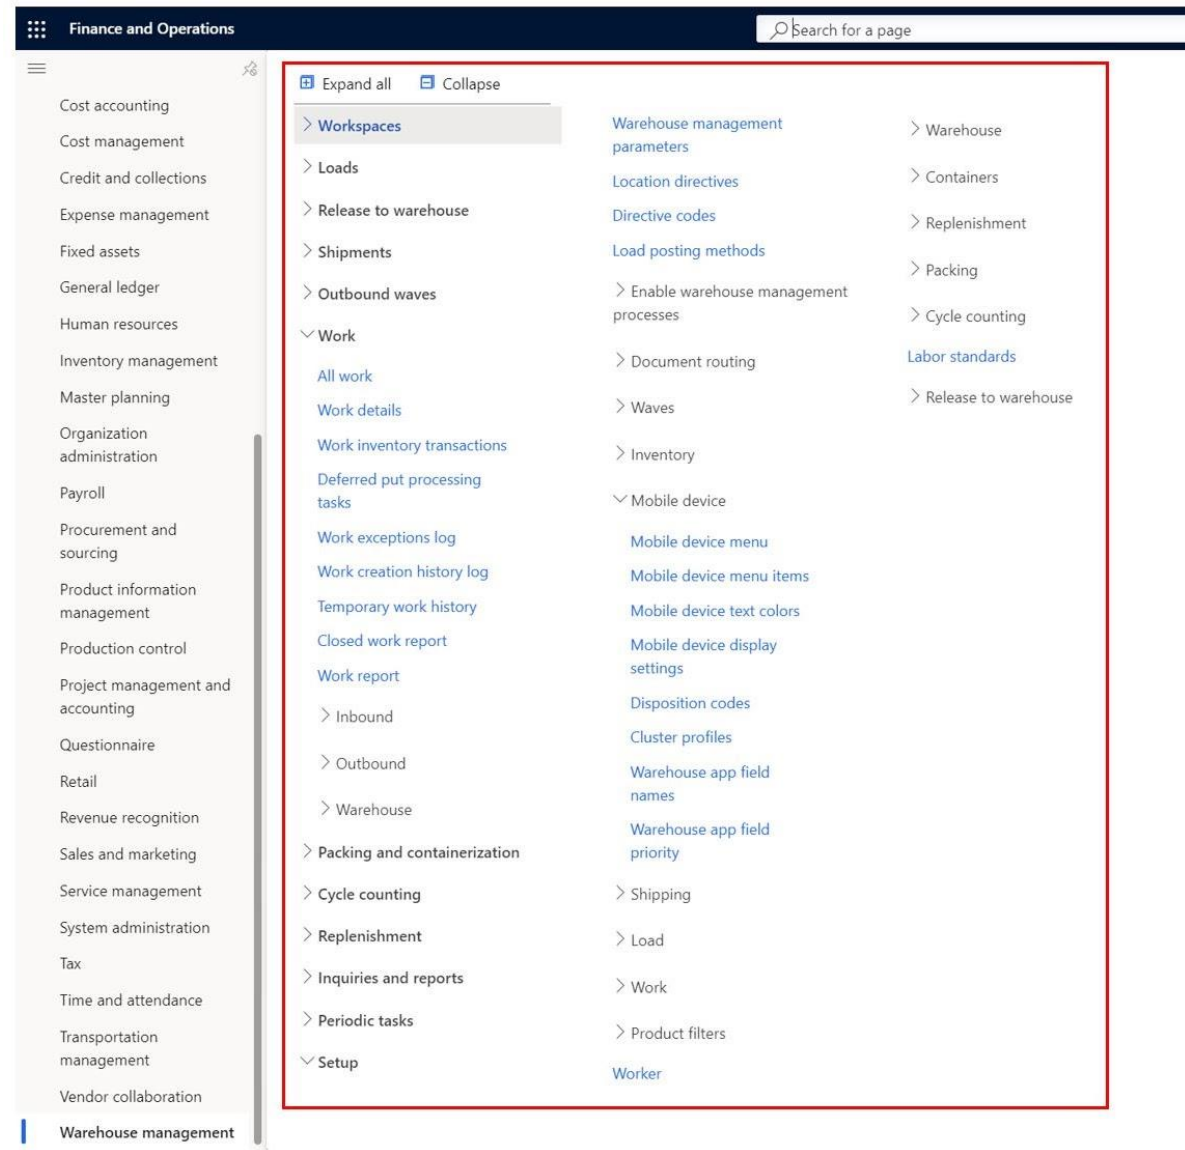 Finance and Operations
Search for a page
Cost accounting
Cost management
Credit and collections
Expense management
Fixed assets
General ledger
Human resources
Inventory management
Master planning
Organization
administration
Payroll
Procurement and
sourcing
Product information
management
Production control
Project management and
accounting
Questionnaire
Retail
Revenue recognition
Sales and marketing
Service management
System administration
Tax
Time and attendance
Transportation
management
Vendor collaboration
Warehouse management
Expand all
Collapse
Workspaces
Loads
Release to warehouse
Shipments
Outbound waves
Work
All work
Work details
Work inventory transactions
Deferred put processing
tasks
Work exceptions log
Work creation history log
Temporary work history
Closed work report
Work report
Inbound
Outbound
Warehouse
Packing and containerization
Cycle counting
Replenishment
Inquiries and reports
Periodic tasks
Setup
Warehouse management
parameters
Location directives
Directive codes
Load posting methods
Enable warehouse management
processes
Document routing
Waves
Inventory
Mobile device
Mobile device menu
Mobile device menu items
Mobile device text colors
Mobile device display
settings
Disposition codes
Cluster profiles
Warehouse app field
names
Warehouse app field
priority
Shipping
Load
Work
Product filters
Worker
Warehouse
Containers
Replenishment
Packing
Cycle counting
Labor standards
Release to warehouse